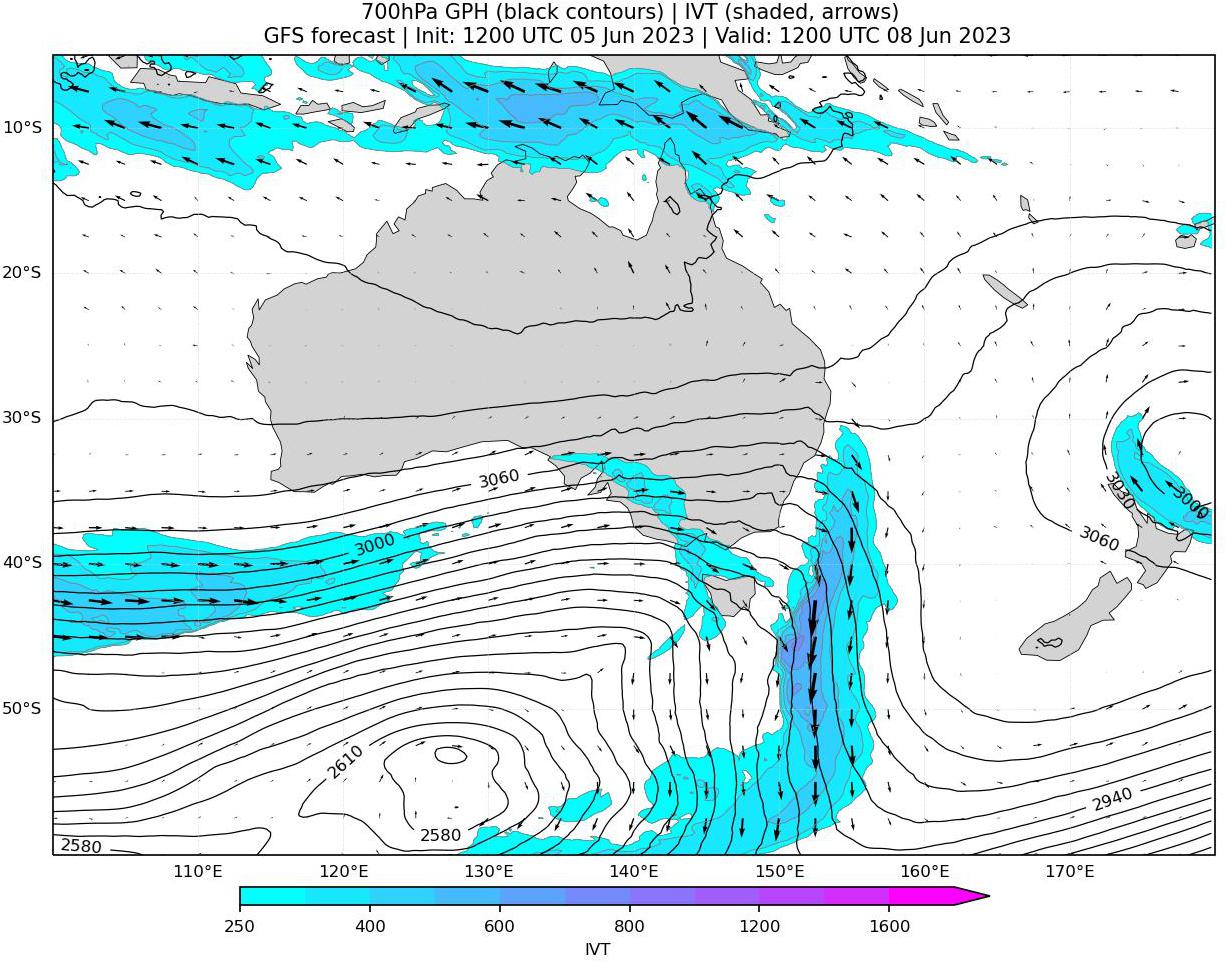 700hPa GPH (black contours) | IVT (shaded, arrows)
GFS forecast | Init: 1200 UTC 05 Jun 2023 | Valid: 1200 UTC 08 Jun 2023
10°S
20°S
30°S
3060
3030
3000
3060
3000
40°S
50°S
2610
2940
2580
2580
110°E
120°E
130°E
140°E
150°E
160°E
170°E
250
400
600
800
1200
1600
IVT